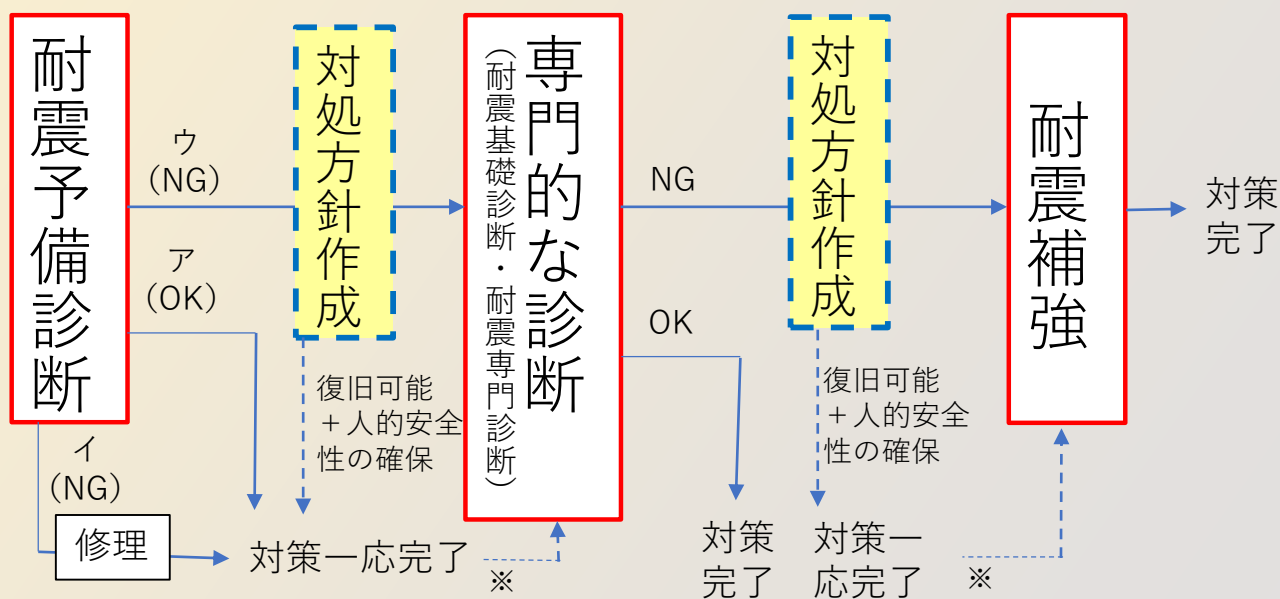 耐震予備診断
ウ
(NG)
ア
(OK)
イ
(NG)
修理
対処方針作成
復旧可能
+人的安全
性の確保
対策一応完了
※
専門的な診断
(耐震基礎診断・耐震専門診断)
NG
OK
対策
完了
対処方針作成
復旧可能
+人的安全
性の確保
対策一
応完了
※
耐震補強
対策
完了